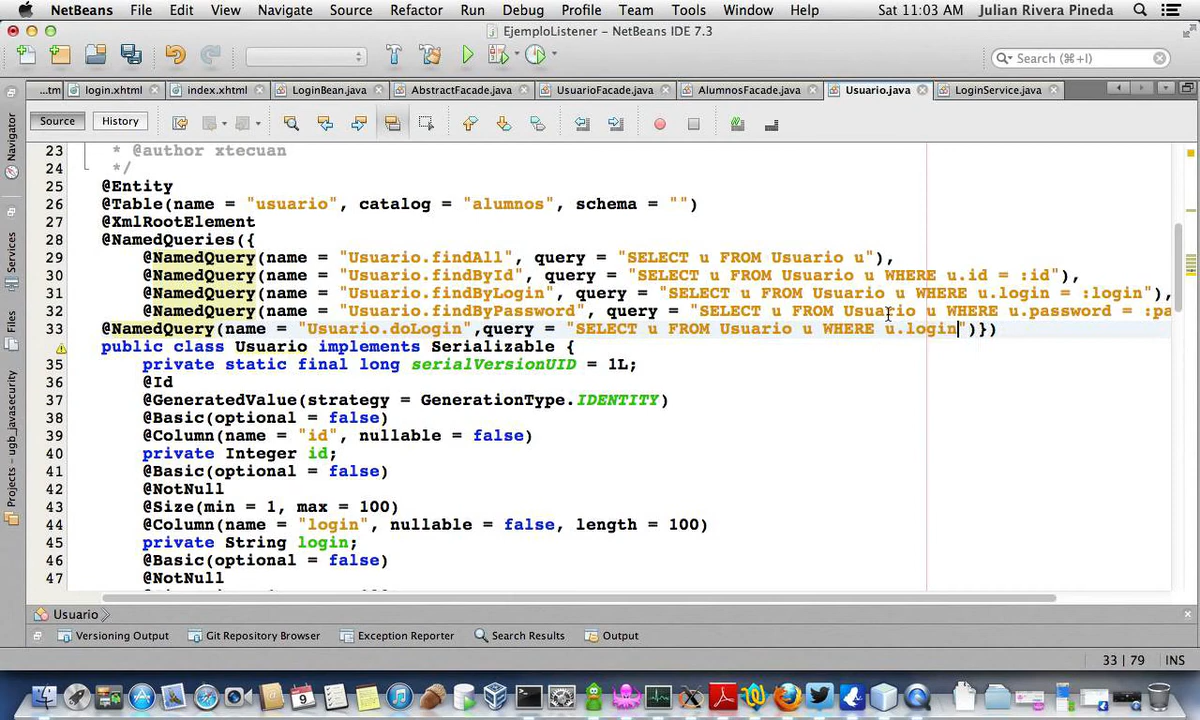 NetBeans File Edit View Navigate Source Refactor Run Debug Profile Team Tools Window Help Sat 11:03 AM Julian Rivera Pineda
EjemploListener - NetBeans IDE 7.3
Search (⌘+I)
...tm login.xhtml index.xhtml LoginBean.java AbstractFacade.java UsuarioFacade.java AlumnosFacade.java Usuario.java LoginService.java
Source History
Navigator
Services
Files
Projects - ugb_javasecurity
23 * @author xtecuan
24 */
25 @Entity
26 @Table(name = "usuario", catalog = "alumnos", schema = "")
27 @XmlRootElement
28 @NamedQueries({
29 @NamedQuery(name = "Usuario.findAll", query = "SELECT u FROM Usuario u"),
30 @NamedQuery(name = "Usuario.findById", query = "SELECT u FROM Usuario u WHERE u.id = :id"),
31 @NamedQuery(name = "Usuario.findByLogin", query = "SELECT u FROM Usuario u WHERE u.login = :login"),
32 @NamedQuery(name = "Usuario.findByPassword", query = "SELECT u FROM Usuario u WHERE u.password = :pa
33 @NamedQuery(name = "Usuario.doLogin",query = "SELECT u FROM Usuario u WHERE u.login")})
public class Usuario implements Serializable {
35 private static final long serialVersionUID = 1L;
36 @Id
37 @GeneratedValue(strategy = GenerationType.IDENTITY)
38 @Basic(optional = false)
39 @Column(name = "id", nullable = false)
40 private Integer id;
41 @Basic(optional = false)
42 @NotNull
43 @Size(min = 1, max = 100)
44 @Column(name = "login", nullable = false, length = 100)
45 private String login;
46 @Basic(optional = false)
47 @NotNull
Usuario
Versioning Output Git Repository Browser Exception Reporter Search Results Output
33 | 79 INS